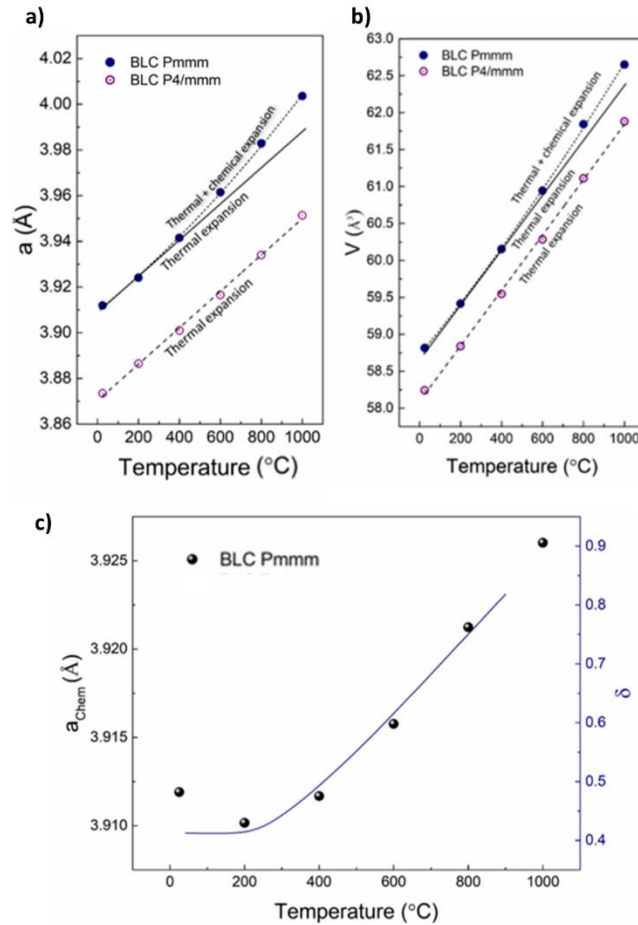 a)
4.02
4.00
3.98
3.96
3.94
3.92
3.90
3.88
3.86
a (Å)
BLC Pmmm
BLC P4/mmm
Thermal + chemical expansion
Thermal expansion
Thermal expansion
0 200 400 600 800 1000
Temperature (°C)
b)
63.0
62.5
62.0
61.5
61.0
60.5
60.0
59.5
59.0
58.5
58.0
V (λ³)
BLC Pmmm
BLC P4/mmm
Thermal + chemical expansion
Thermal expansion
Thermal expansion
0 200 400 600 800 1000
Temperature (°C)
c)
3.925
3.920
3.915
3.910
a_Chem (Å)
BLC Pmmm
0.9
0.8
0.7
0.6
0.5
0.4
δ
0 200 400 600 800 1000
Temperature (°C)